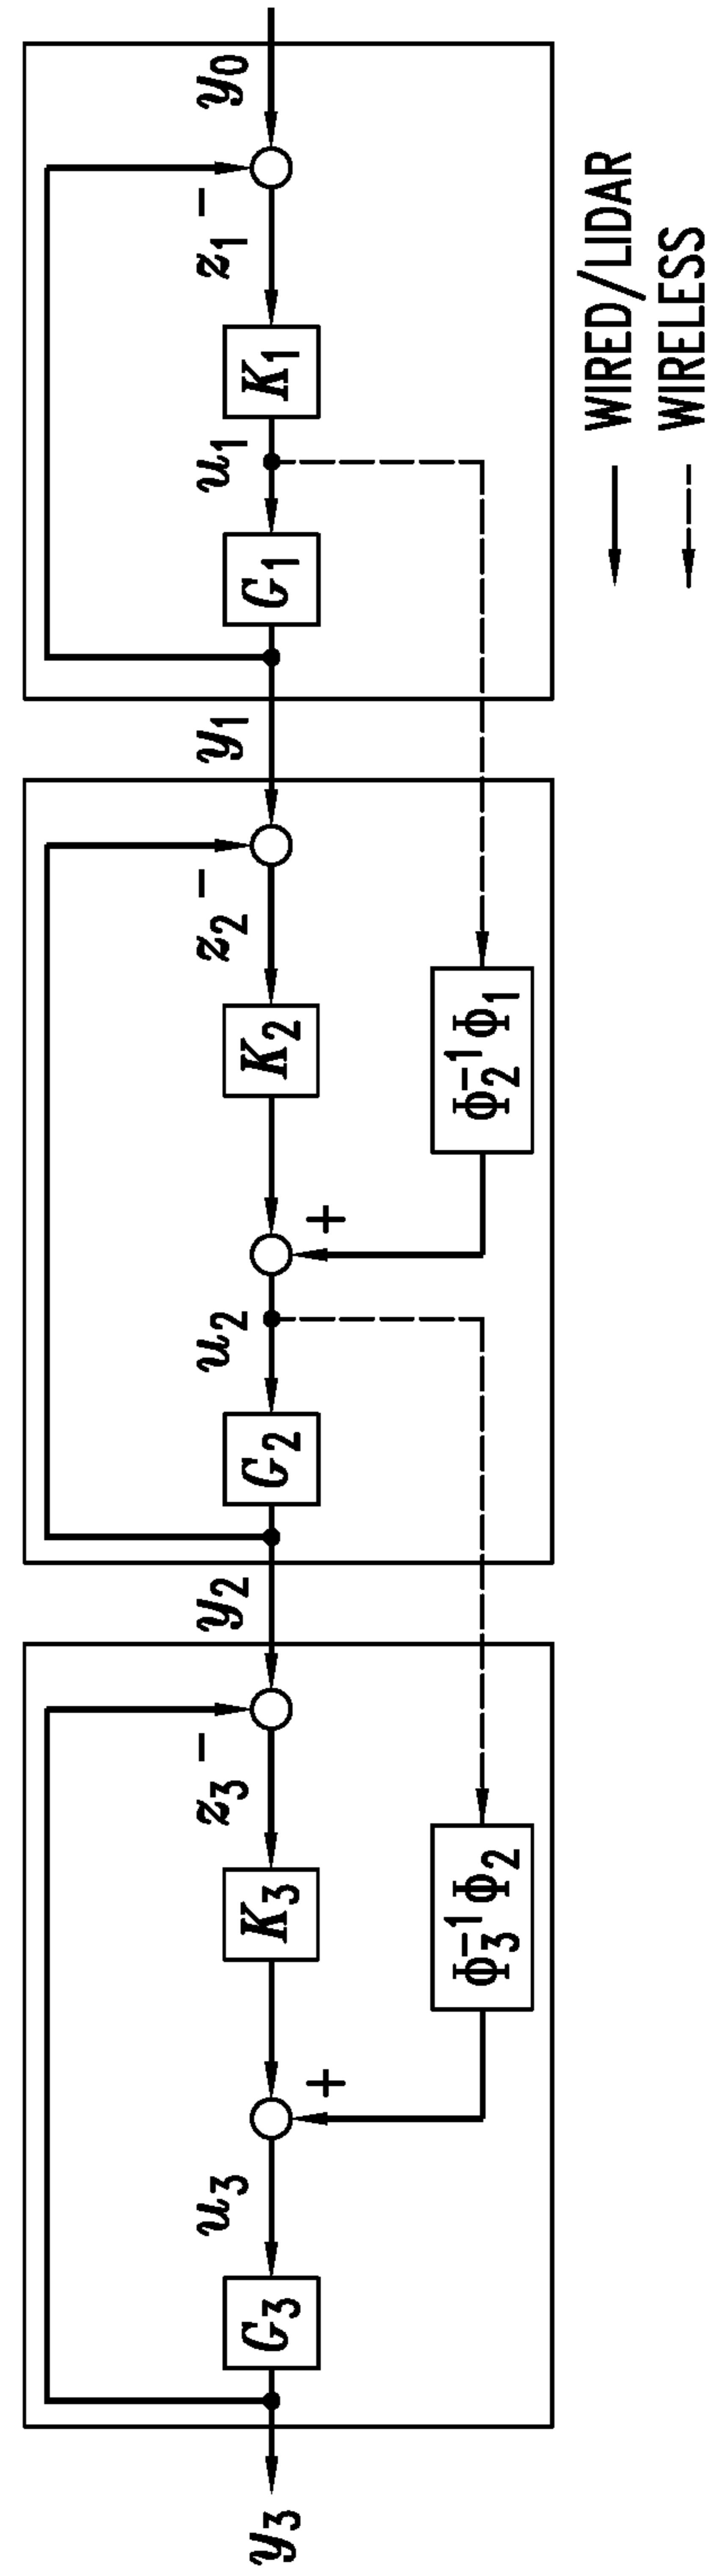 y0
−
z1
K1
u1
G1
y1
−
z2
K2
+
u2
G2
Φ2⁻¹Φ1
y2
−
z3
K3
+
u3
G3
Φ3⁻¹Φ2
y3
WIRED/LIDAR
WIRELESS